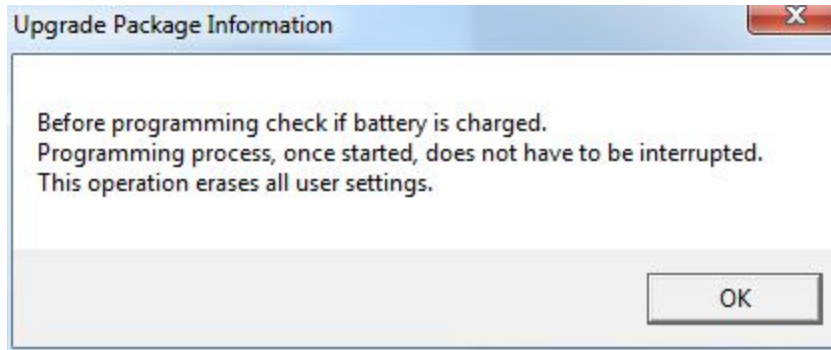 Upgrade Package Information
Before programming check if battery is charged.
Programming process, once started, does not have to be interrupted.
This operation erases all user settings.
OK